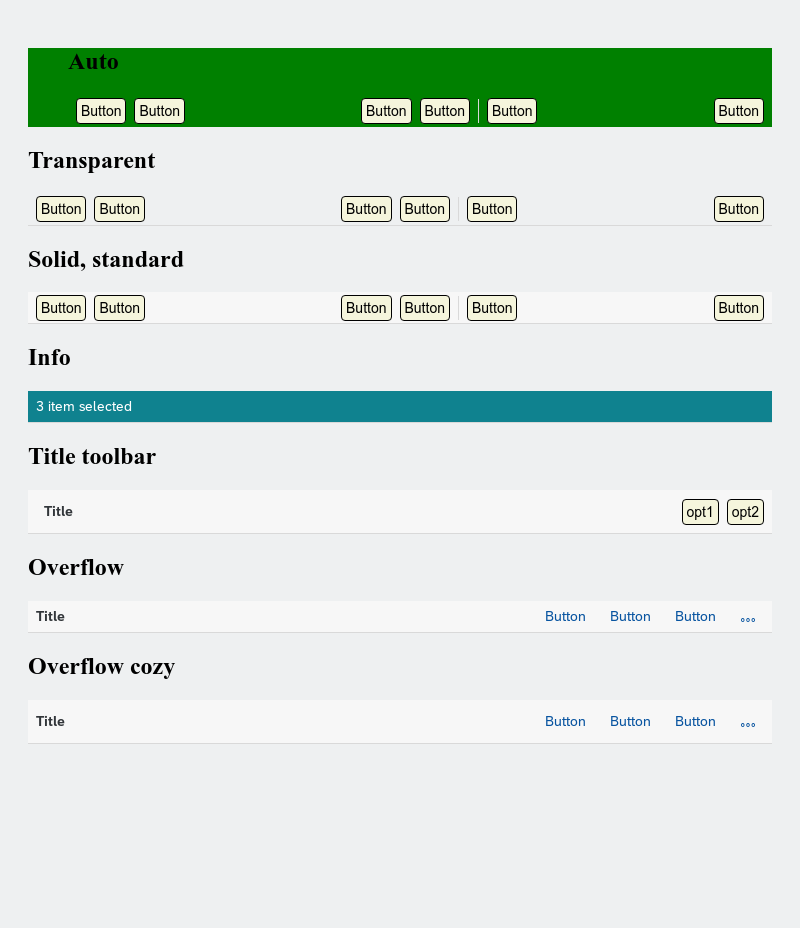 Auto
Button Button Button Button Button Button
Transparent
Button Button Button Button Button Button
Solid, standard
Button Button Button Button Button Button
Info
3 item selected
Title toolbar
Title opt1 opt2
Overflow
Title Button Button Button
Overflow cozy
Title Button Button Button